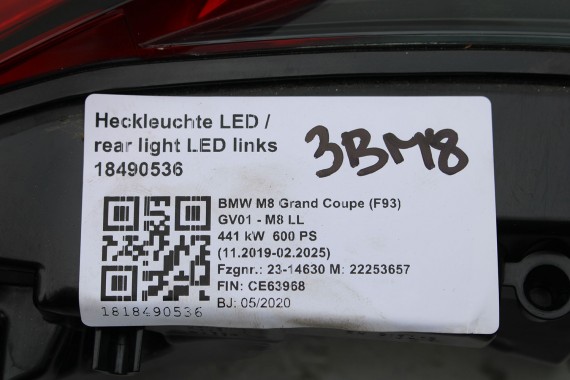 Heckleuchte LED /
rear light LED links
18490536
3BM8
BMW M8 Grand Coupe (F93)
GV01 - M8 LL
441 kW 600 PS
(11.2019-02.2025)
Fzgnr.: 23-14630 M: 22253657
FIN: CE63968
BJ: 05/2020
1818490536